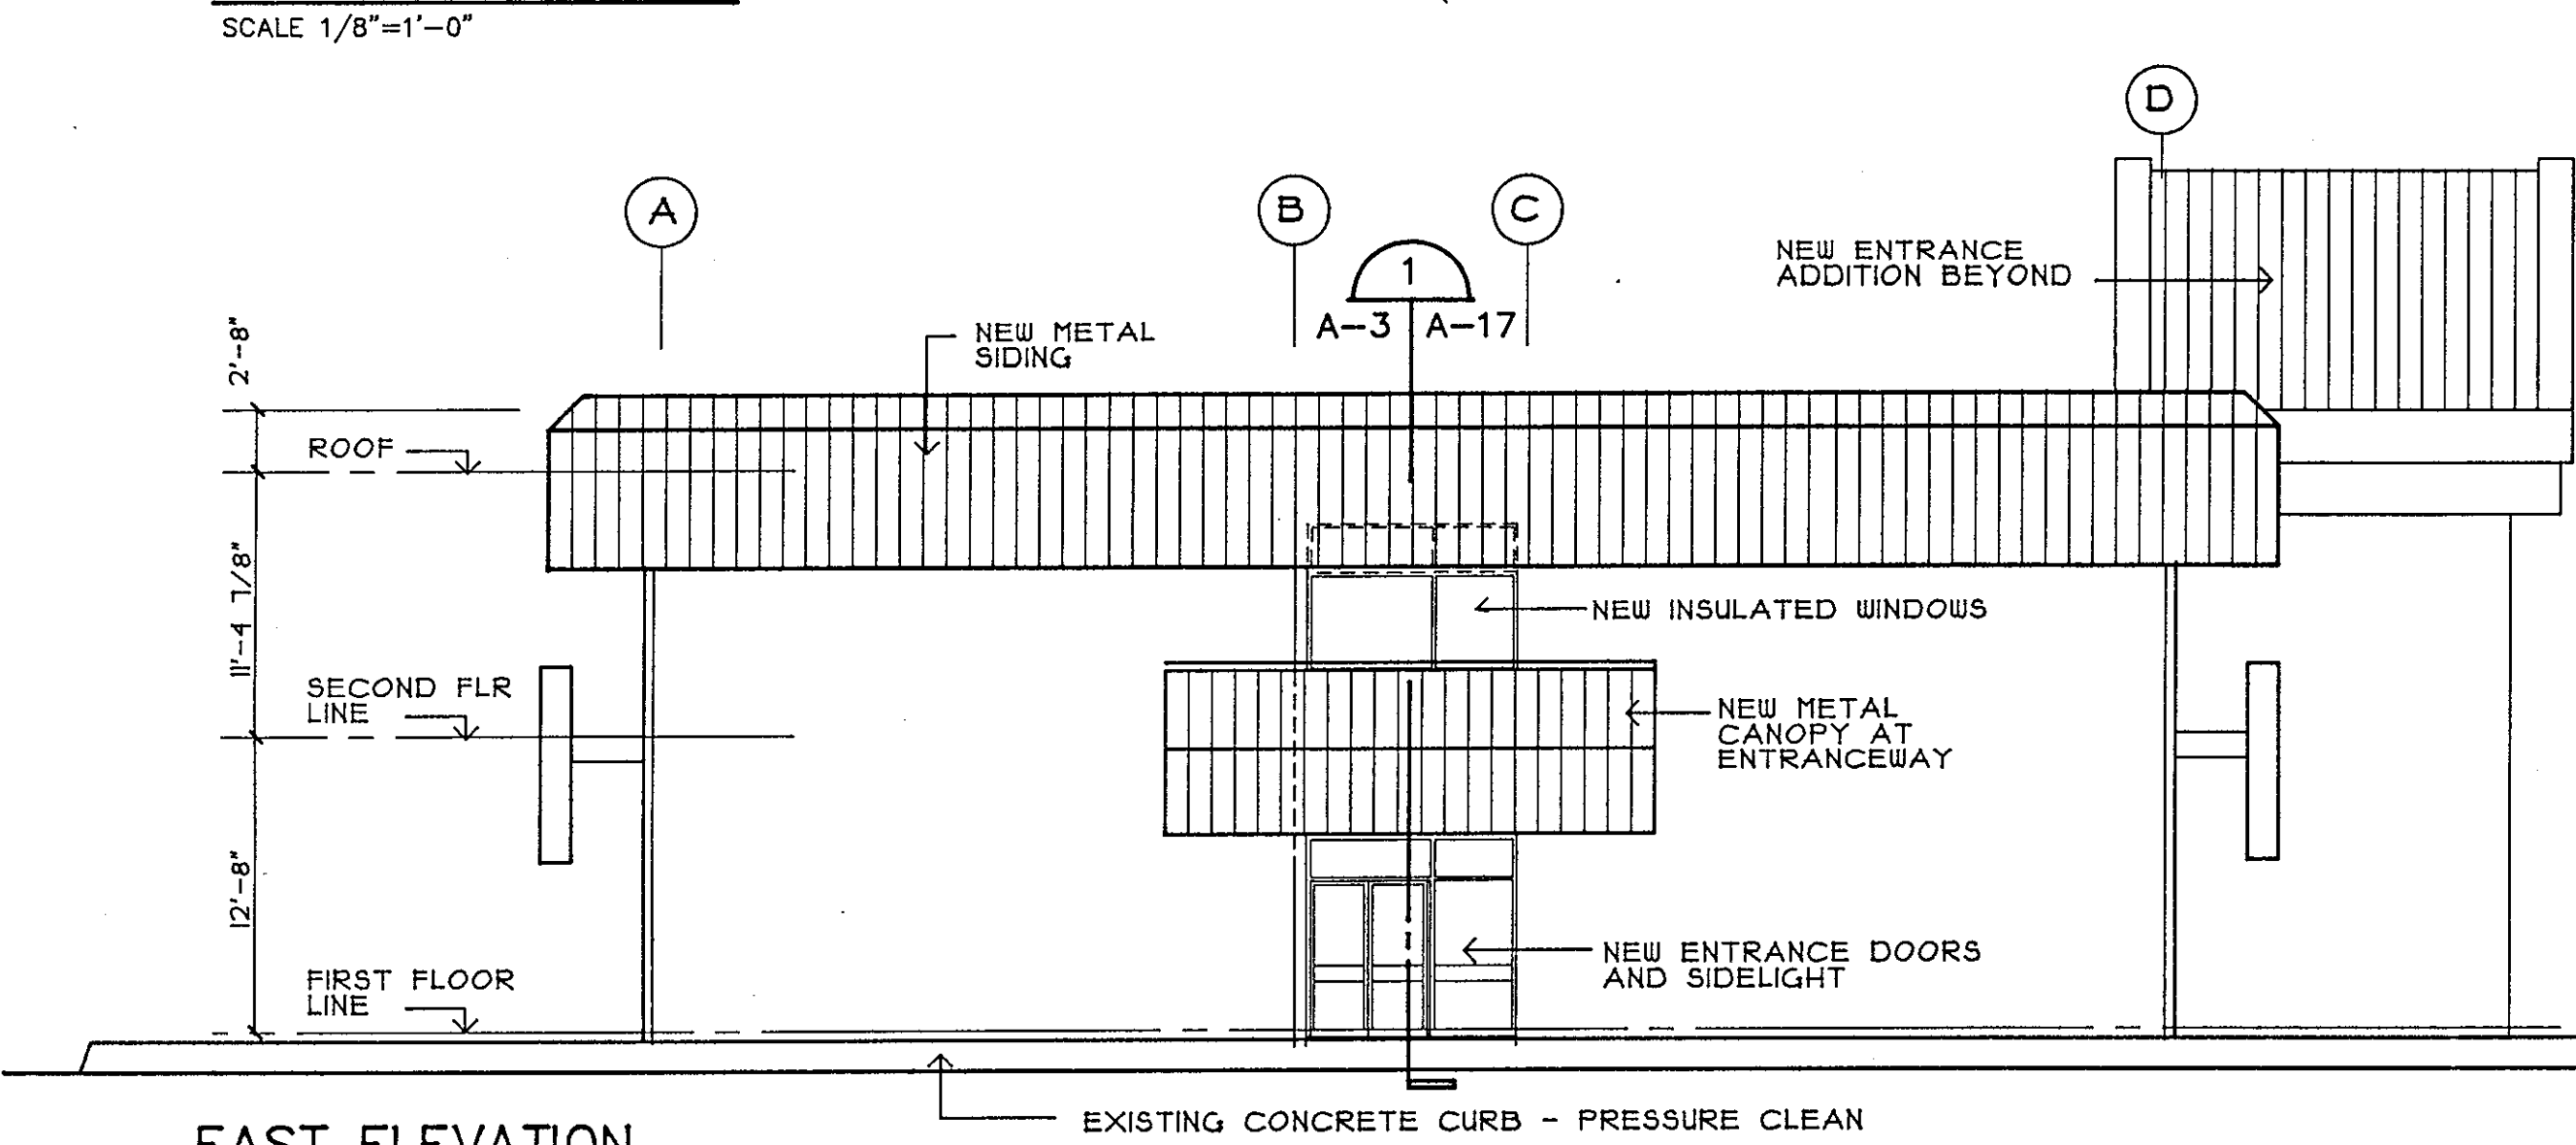 SCALE 1/8"=1'-0"
D
A
B
C
1
A-3 A-17
NEW ENTRANCE
ADDITION BEYOND
NEW METAL
SIDING
2'-8"
ROOF
11'-4 7/8"
NEW INSULATED WINDOWS
SECOND FLR
LINE
NEW METAL
CANOPY AT
ENTRANCEWAY
12'-8"
NEW ENTRANCE DOORS
AND SIDELIGHT
FIRST FLOOR
LINE
EXISTING CONCRETE CURB - PRESSURE CLEAN
EAST ELEVATION